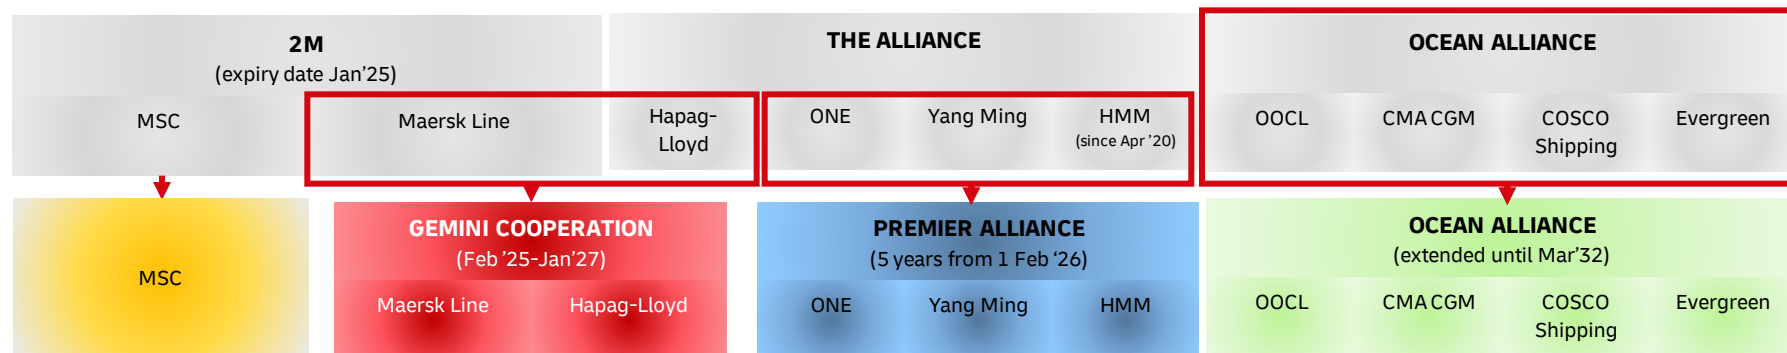 2M
(expiry date Jan’25)
MSC
Maersk Line
THE ALLIANCE
Hapag-
Lloyd
ONE
Yang Ming
HMM
(since Apr ’20)
OCEAN ALLIANCE
OOCL
CMA CGM
COSCO
Shipping
Evergreen
MSC
GEMINI COOPERATION
(Feb ’25-Jan’27)
Maersk Line
Hapag-Lloyd
PREMIER ALLIANCE
(5 years from 1 Feb ‘26)
ONE
Yang Ming
HMM
OCEAN ALLIANCE
(extended until Mar’32)
OOCL
CMA CGM
COSCO
Shipping
Evergreen